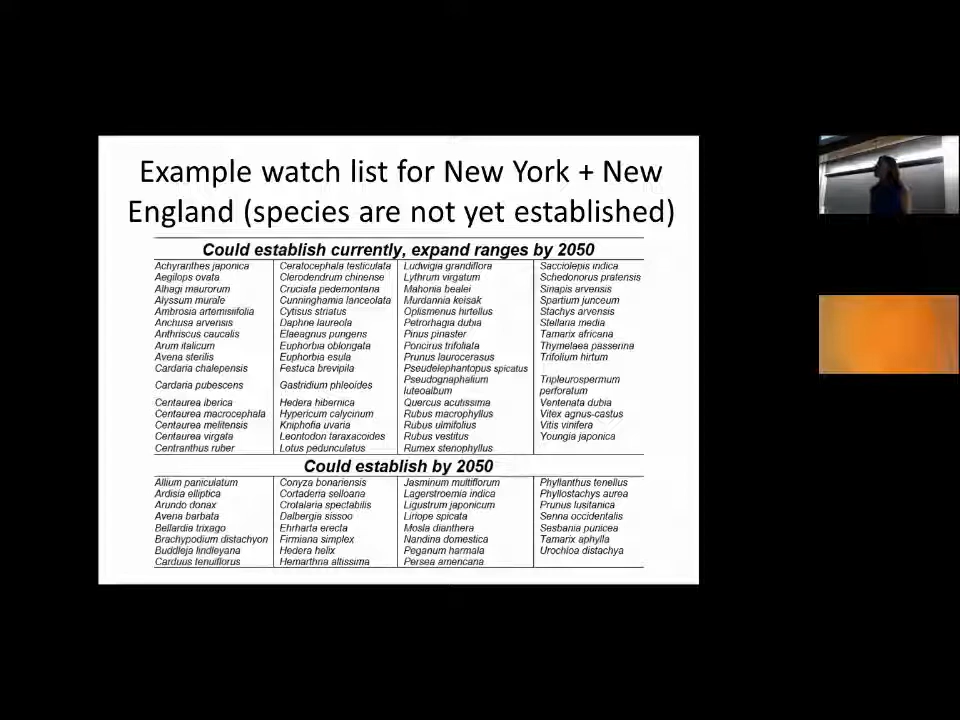 Example watch list for New York + New
England (species are not yet established)
Could establish currently, expand ranges by 2050
Achyranthes japonica Ceratocephala testiculata Ludwigia grandiflora Sacciolepis indica
Aegilops ovata Clerodendrum chinense Lythrum virgatum Schedonorus pratensis
Alhagi maurorum Cruciata pedemontana Mahonia bealei Sinapis arvensis
Alyssum murale Cunninghamia lanceolata Murdannia keisak Spartium junceum
Ambrosia artemisiifolia Cytisus striatus Oplismenus hirtellus Stachys arvensis
Anchusa arvensis Daphne laureola Petrorhagia dubia Stellaria media
Anthriscus caucalis Elaeagnus pungens Pinus pinaster Tamarix africana
Arum italicum Euphorbia oblongata Poncirus trifoliata Thymelaea passerina
Avena sterilis Euphorbia esula Prunus laurocerasus Trifolium hirtum
Cardaria chalepensis Festuca brevipila Pseudelephantopus spicatus
Cardaria pubescens Gastridium phleoides Pseudognaphalium luteoalbum Tripleurospermum perforatum
Centaurea iberica Hedera hibernica Quercus acutissima Ventenata dubia
Centaurea macrocephala Hypericum calycinum Rubus macrophyllus Vitex agnus-castus
Centaurea melitensis Kniphofia uvaria Rubus ulmifolius Vitis vinifera
Centaurea virgata Leontodon taraxacoides Rubus vestitus Youngia japonica
Centranthus ruber Lotus pedunculatus Rumex stenophyllus
Could establish by 2050
Allium paniculatum Conyza bonariensis Jasminum multiflorum Phyllanthus tenellus
Ardisia elliptica Cortaderia selloana Lagerstroemia indica Phyllostachys aurea
Arundo donax Crotalaria spectabilis Ligustrum japonicum Prunus lusitanica
Avena barbata Dalbergia sissoo Liriope spicata Senna occidentalis
Bellardia trixago Ehrharta erecta Mosla dianthera Sesbania punicea
Brachypodium distachyon Firmiana simplex Nandina domestica Tamarix aphylla
Buddleja lindleyana Hedera helix Peganum harmala Urochloa distachya
Carduus tenuiflorus Hemarthria altissima Persea americana